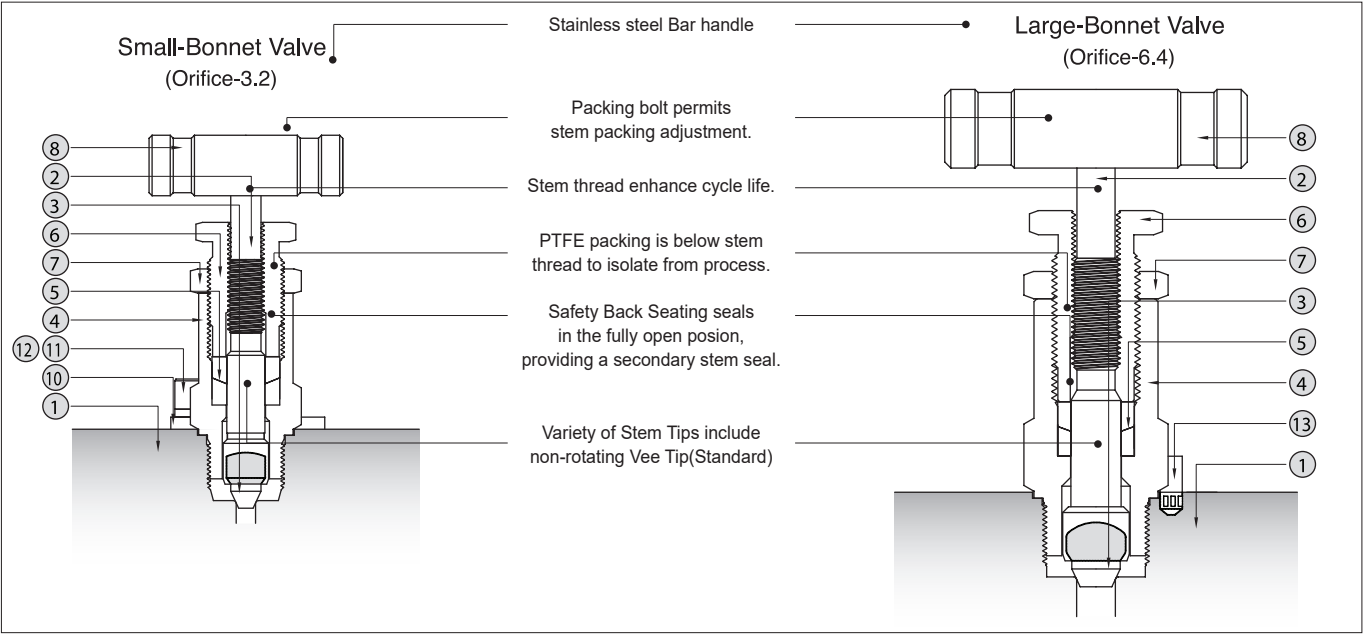 Small-Bonnet Valve
(Orifice-3.2)
Stainless steel Bar handle
Large-Bonnet Valve
(Orifice-6.4)
Packing bolt permits
stem packing adjustment.
Stem thread enhance cycle life.
PTFE packing is below stem
thread to isolate from process.
Safety Back Seating seals
in the fully open posion,
providing a secondary stem seal.
Variety of Stem Tips include
non-rotating Vee Tip(Standard)
8
2
3
6
7
5
4
12 11
10
1
8
2
6
7
3
5
4
13
1